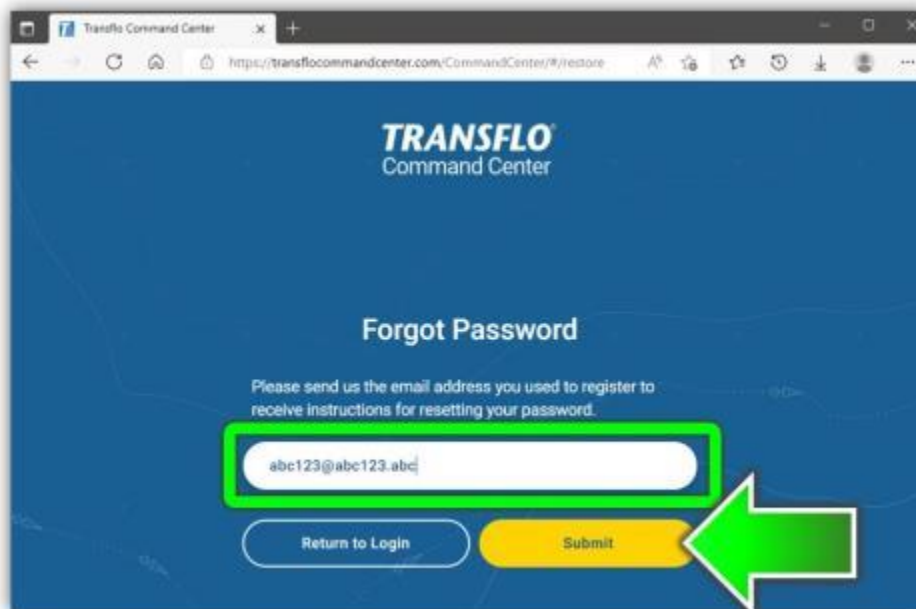 Transflo Command Center
https://transflocommandcenter.com/CommandCenter/#/restore
TRANSFLO®
Command Center
Forgot Password
Please send us the email address you used to register to
receive instructions for resetting your password.
abc123@abc123.abc
Return to Login
Submit